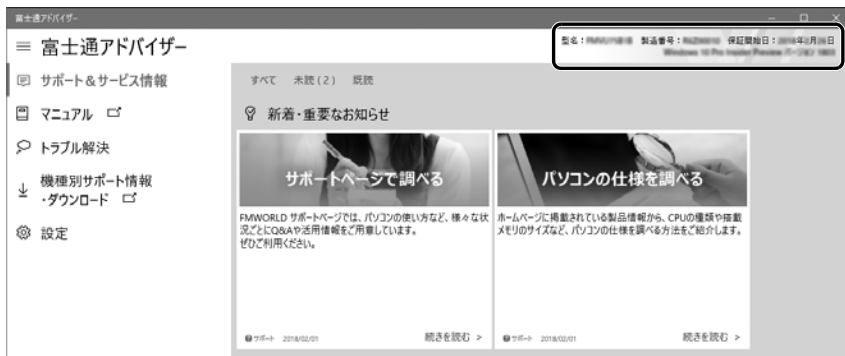 富士通アドバイザー
富士通アドバイザー
型名: 製造番号: 保証開始日: 年 月 日
Windows 10 Pro Insider Preview バージョン 1803
サポート&サービス情報
マニュアル
トラブル解決
機種別サポート情報
・ダウンロード
設定
すべて 未読(2) 既読
新着・重要なお知らせ
サポートページで調べる
FMWORLD サポートページでは、パソコンの使い方など、様々な状
況ごとにQ&Aや活用情報をご用意しています。
ぜひご利用ください。
サポート 2018/02/01 続きを読む >
パソコンの仕様を調べる
ホームページに掲載されている製品情報から、CPUの種類や搭載
メモリのサイズなど、パソコンの仕様を調べる方法をご紹介します。
サポート 2018/02/01 続きを読む >